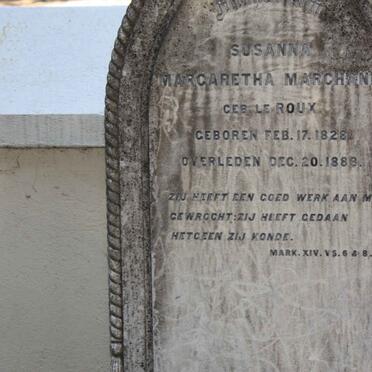 SUSANNA
MARGARETHA MARCHAN
GEB. LE ROUX
GEBOREN FEB. 17. 1828.
OVERLEDEN DEC. 20. 1888.
ZIJ HEEFT EEN GOED WERK AAN M
GEWROCHT: ZIJ HEEFT GEDAAN
HETGEEN ZIJ KONDE.
MARK. XIV. VS. 6 & 8.